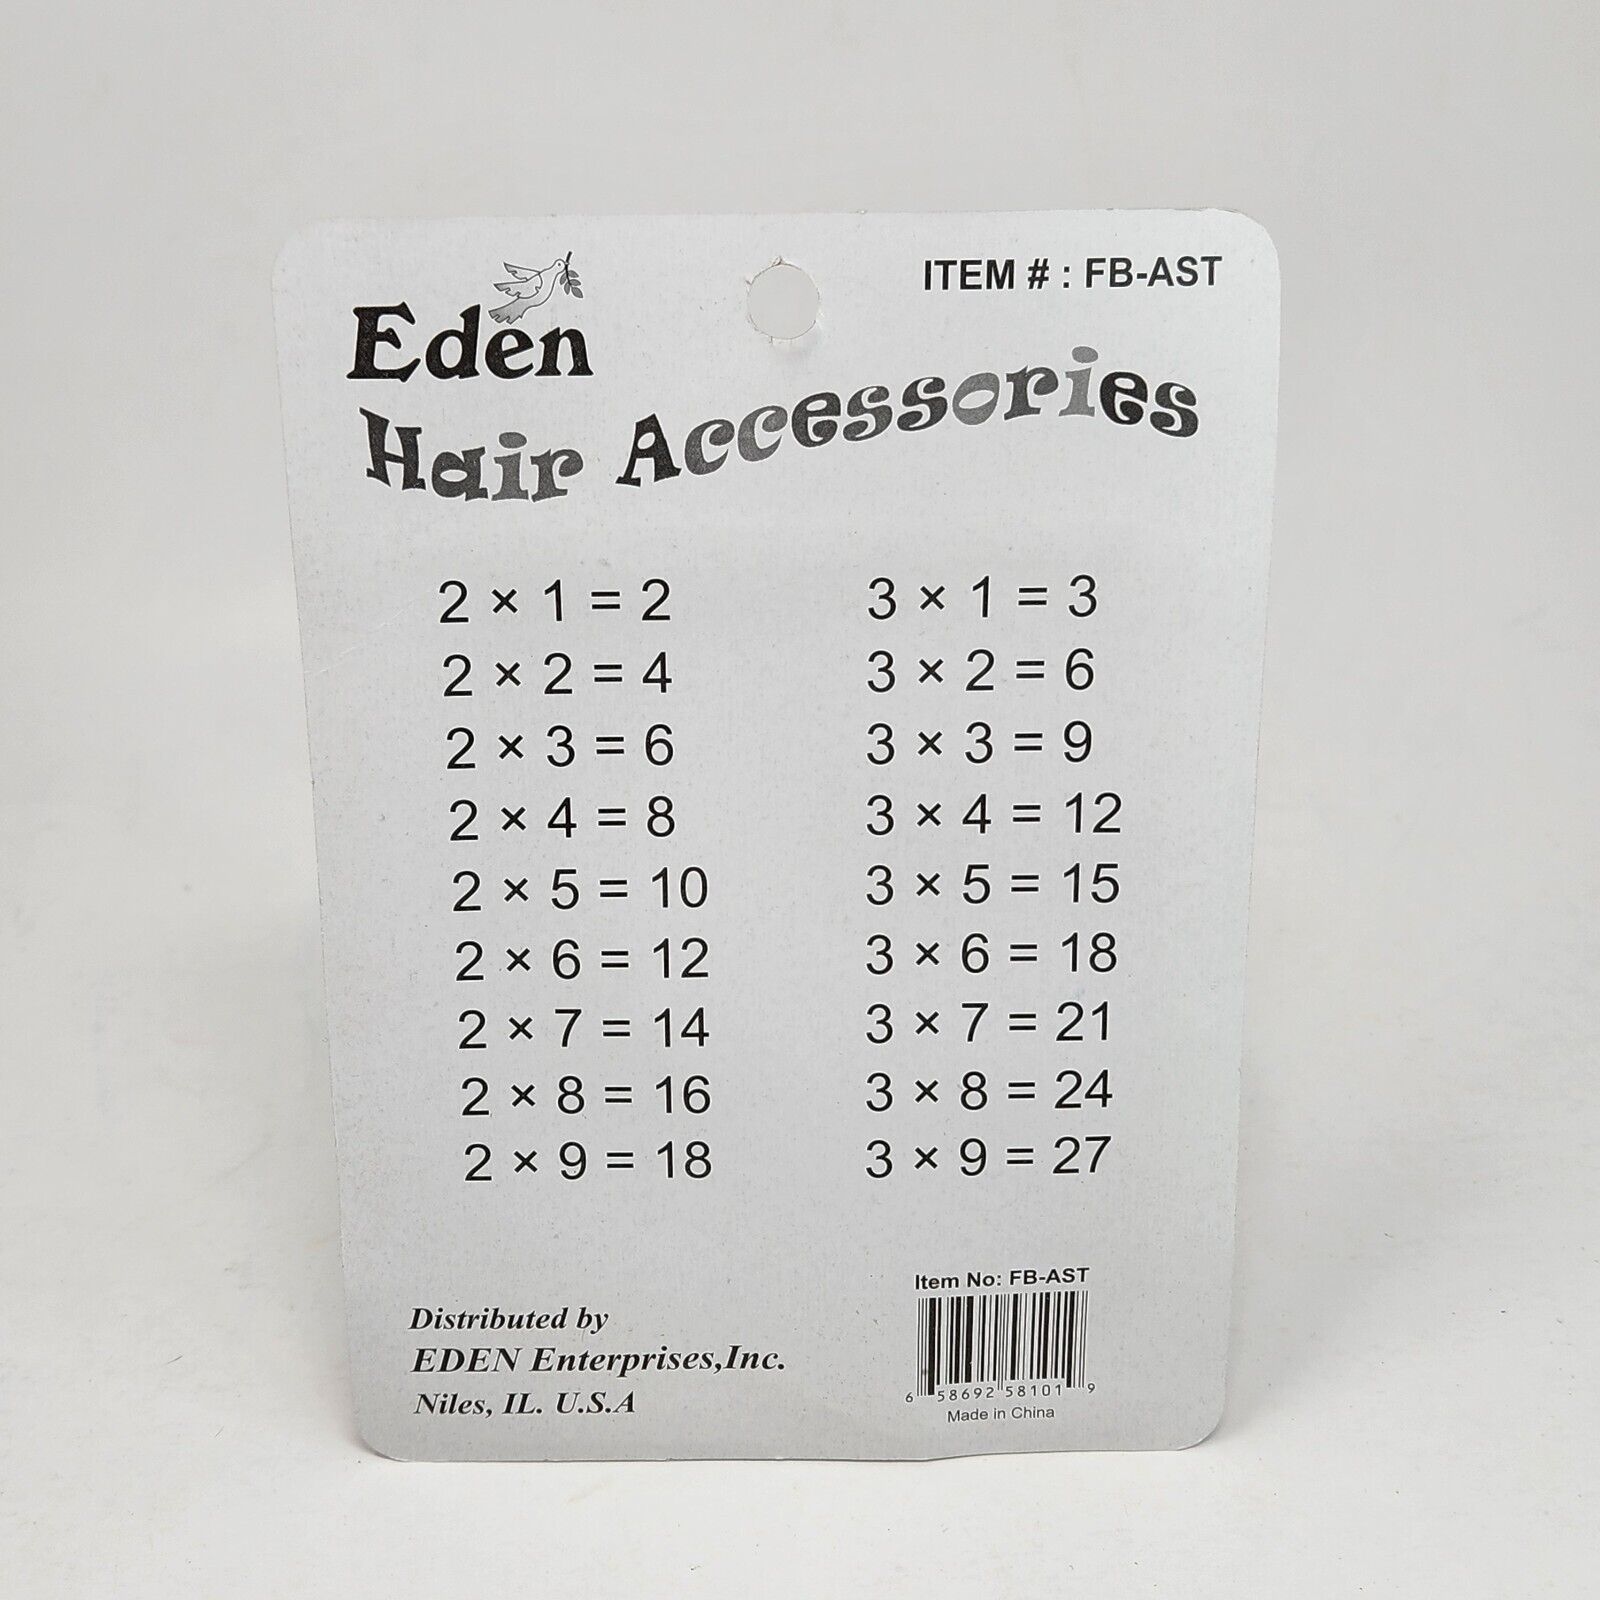 ITEM # : FB-AST
Eden
Hair Accessories
2 × 1 = 2
2 × 2 = 4
2 × 3 = 6
2 × 4 = 8
2 × 5 = 10
2 × 6 = 12
2 × 7 = 14
2 × 8 = 16
2 × 9 = 18
3 × 1 = 3
3 × 2 = 6
3 × 3 = 9
3 × 4 = 12
3 × 5 = 15
3 × 6 = 18
3 × 7 = 21
3 × 8 = 24
3 × 9 = 27
Distributed by
EDEN Enterprises,Inc.
Niles, IL. U.S.A
Item No: FB-AST
6 58692 58101 9
Made in China